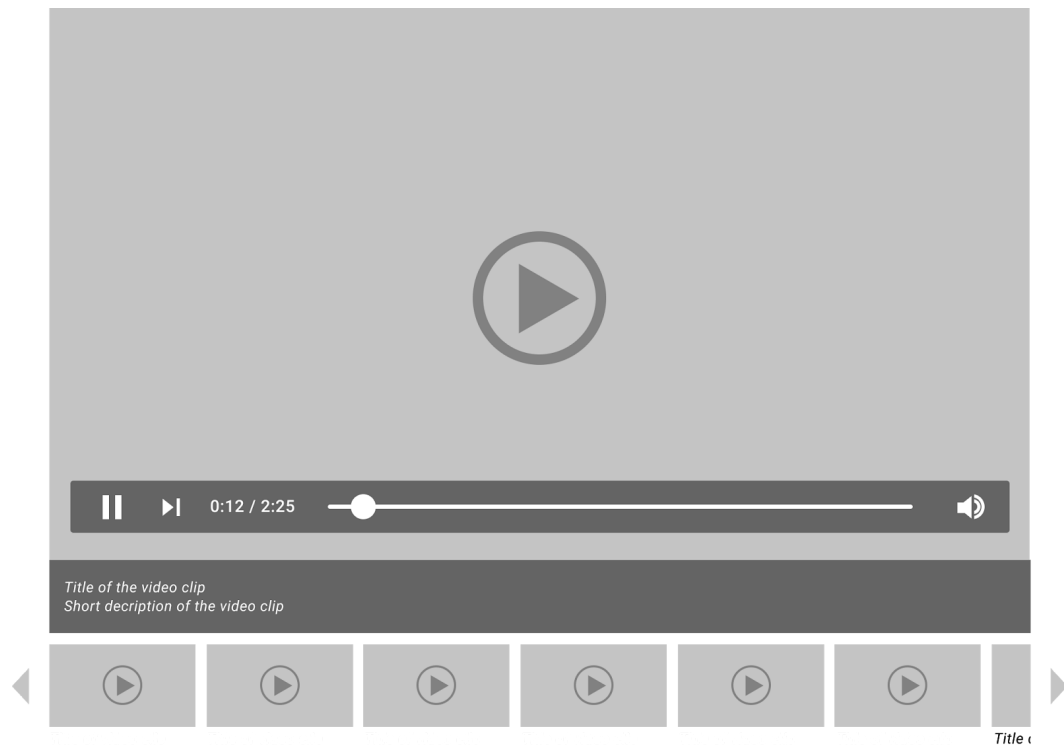 0:12 / 2:25
Title of the video clip
Short decription of the video clip
Title